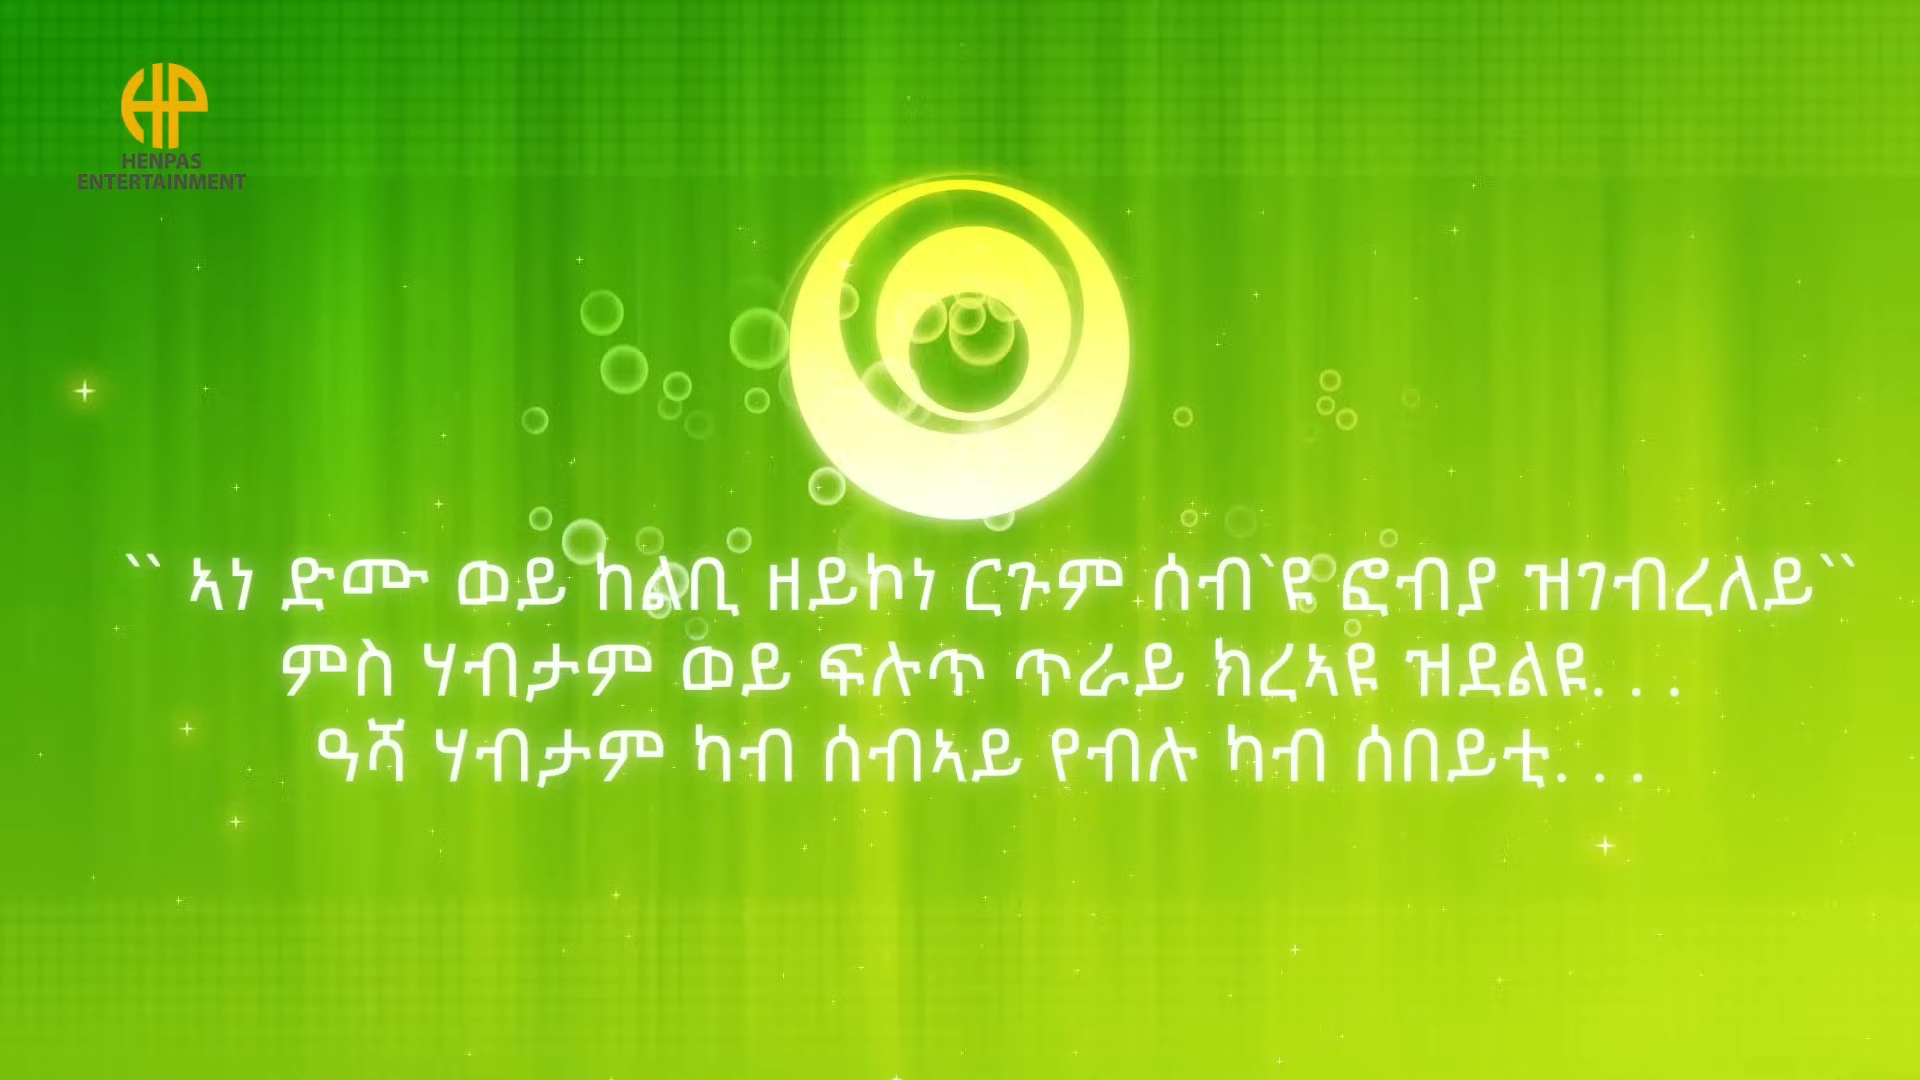 HENPAS
ENTERTAINMENT
`` ኣነ ድሙ ወይ ከልቢ ዘይኮነ ርጉም ሰብ`ዩ ፎብያ ዝገብረለይ``
ምስ ሃብታም ወይ ፍሉጥ ጥራይ ክረኣዩ ዝደልዩ. . .
ዓሻ ሃብታም ካብ ሰብኣይ የብሉ ካብ ሰበይቲ. . .